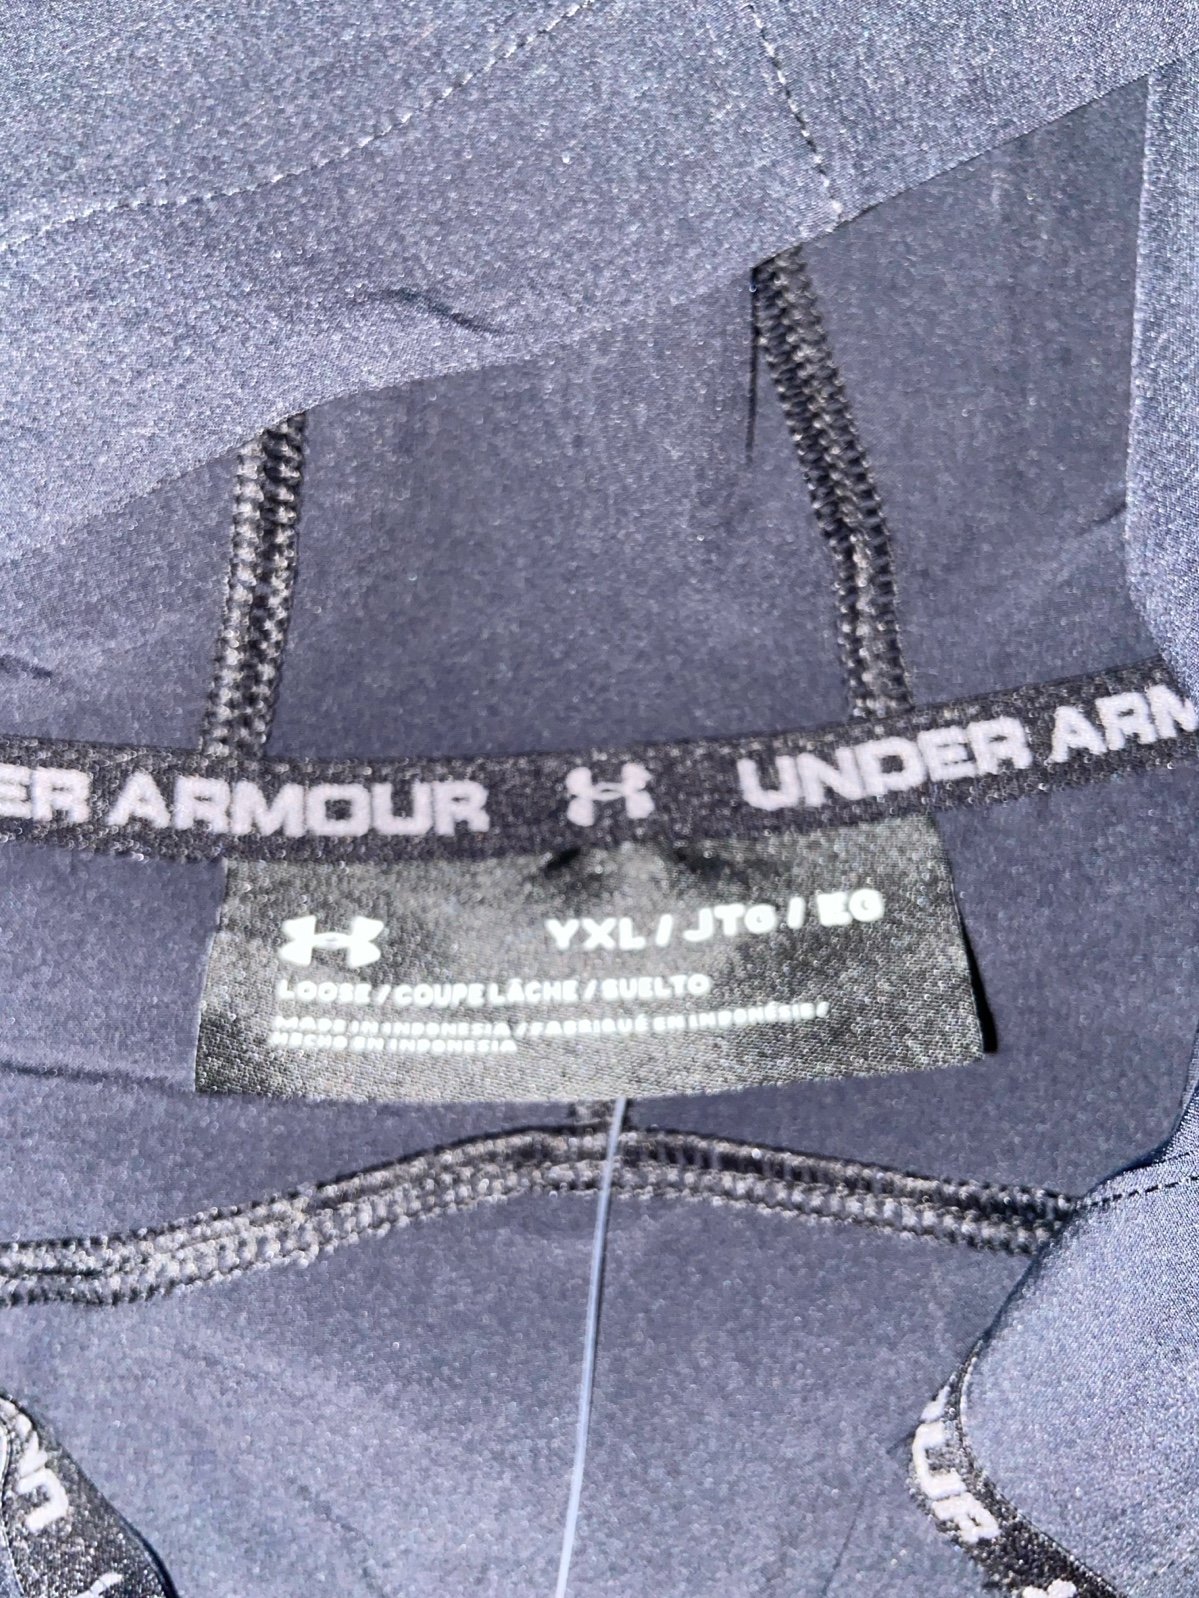 ER ARMOUR UNDER ARM
YXL / JTG / EG
LOOSE / COUPE LÂCHE / SUELTO
MADE IN INDONESIA / FABRIQUÉ EN INDONÉSIE /
HECHO EN INDONESIA
UR